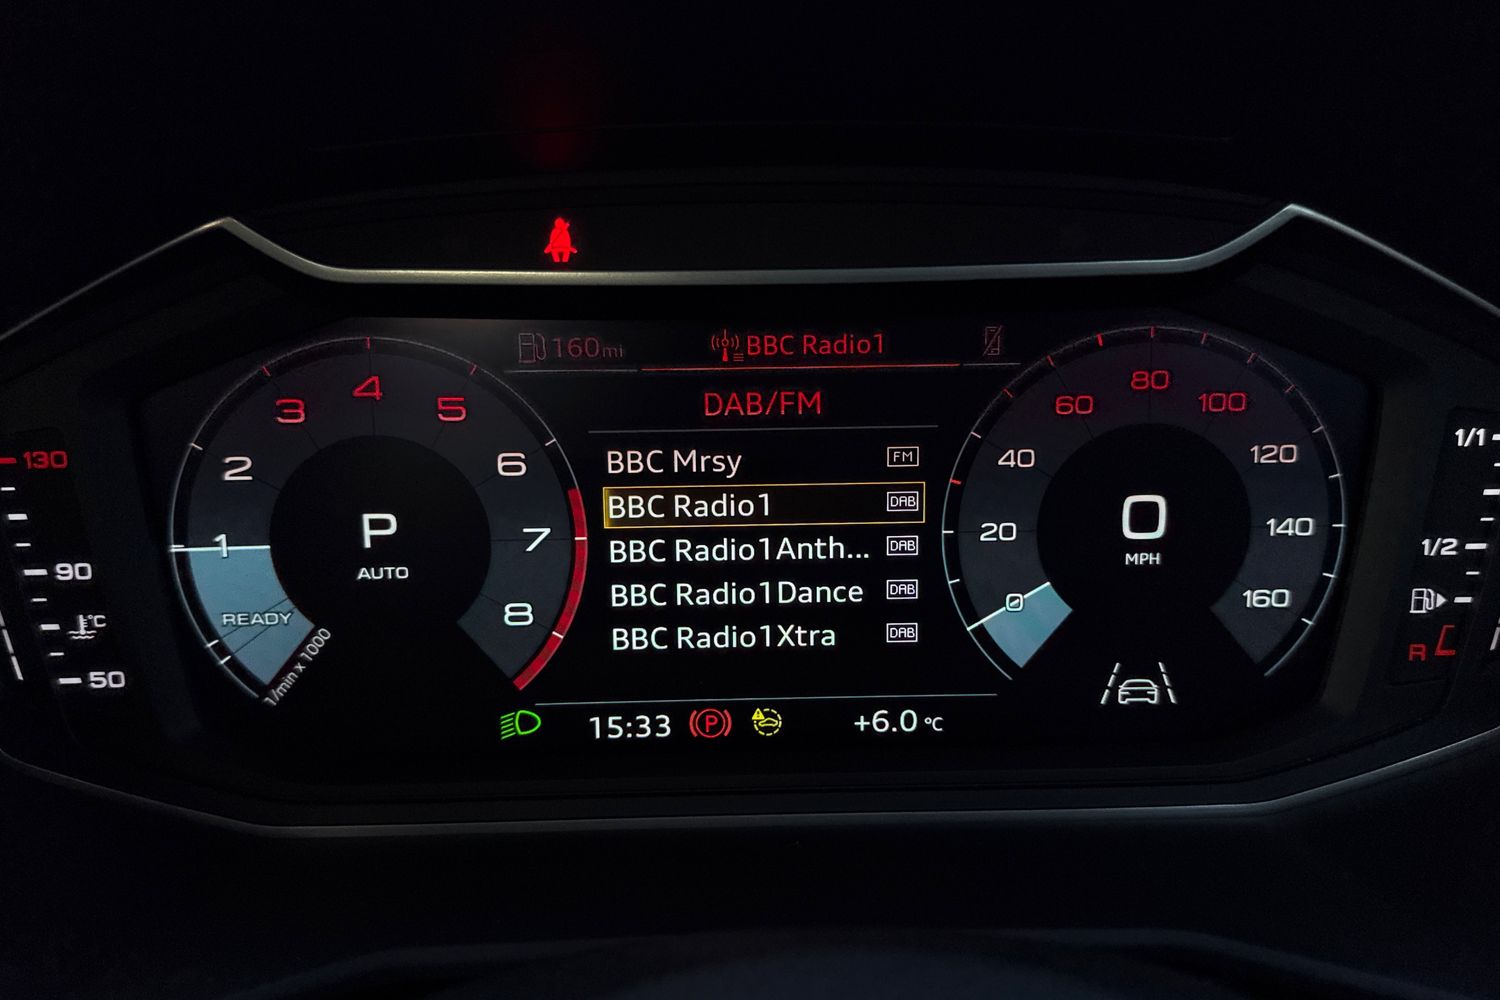 160mi
BBC Radio1
DAB/FM
BBC Mrsy FM
BBC Radio1 DAB
BBC Radio1Anth... DAB
BBC Radio1Dance DAB
BBC Radio1Xtra DAB
15:33
P
+6.0 °C
130
90
°C
50
READY
1
2
3
4
5
6
7
8
1/min x 1000
P
AUTO
0
20
40
60
80
100
120
140
160
0
MPH
1/1
1/2
R